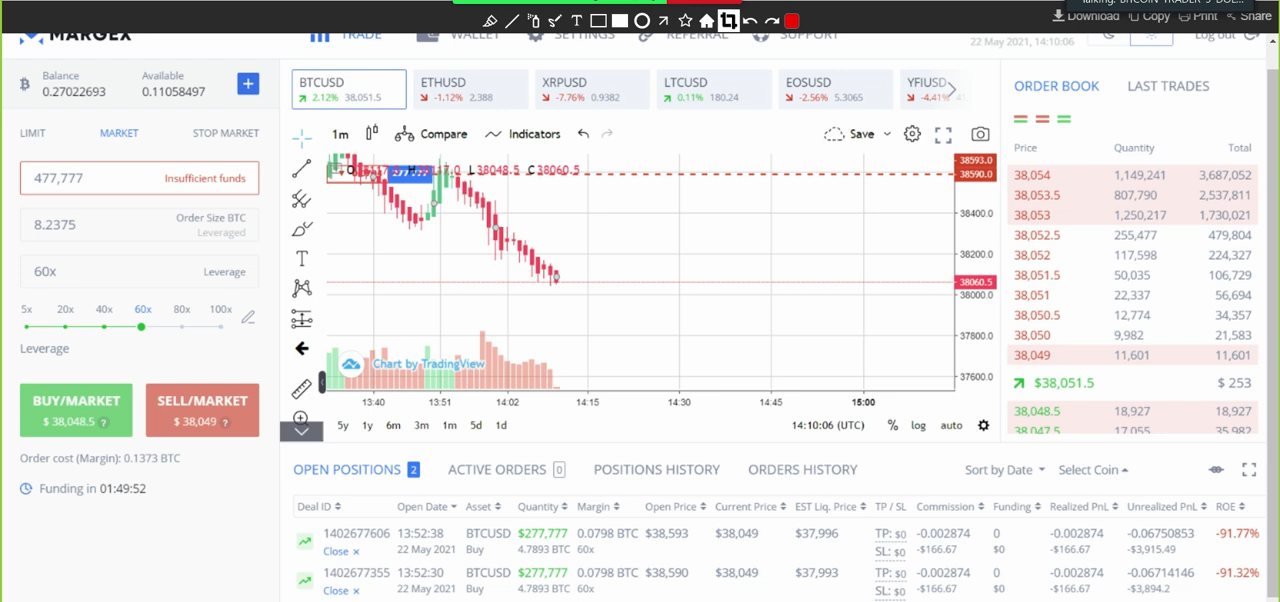 Talking: BITCOIN TRADER'S DOE...
Download Copy Print Share
MARGEX
TRADE WALLET SETTINGS REFERRAL SUPPORT
22 May 2021, 14:10:06
Log out
Balance Available
0.27022693 0.11058497
LIMIT MARKET STOP MARKET
477,777 Insufficient funds
8.2375 Order Size BTC
Leveraged
60x Leverage
5x 20x 40x 60x 80x 100x
Leverage
BUY/MARKET SELL/MARKET
$ 38,048.5 ? $ 38,049 ?
Order cost (Margin): 0.1373 BTC
Funding in 01:49:52
BTCUSD ETHUSD XRPUSD LTCUSD EOSUSD YFIUSD
2.12% 38,051.5 -1.12% 2,388 -7.76% 0.9382 0.11% 180.24 -2.56% 5.3065 -4.41%
1m Compare Indicators Save
L38048.5 C38060.5
38593.0
38590.0
38400.0
38200.0
38060.5
38000.0
37800.0
37600.0
Chart by TradingView
13:40 13:51 14:02 14:15 14:30 14:45 15:00
5y 1y 6m 3m 1m 5d 1d 14:10:06 (UTC) % log auto
ORDER BOOK LAST TRADES
Price Quantity Total
38,054 1,149,241 3,687,052
38,053.5 807,790 2,537,811
38,053 1,250,217 1,730,021
38,052.5 255,477 479,804
38,052 117,598 224,327
38,051.5 50,035 106,729
38,051 22,337 56,694
38,050.5 12,774 34,357
38,050 9,982 21,583
38,049 11,601 11,601
$38,051.5 $ 253
38,048.5 18,927 18,927
38,047.5 17,055 35,982
OPEN POSITIONS 2 ACTIVE ORDERS 0 POSITIONS HISTORY ORDERS HISTORY Sort by Date Select Coin
Deal ID Open Date Asset Quantity Margin Open Price Current Price EST Liq. Price TP / SL Commission Funding Realized PnL Unrealized PnL ROE
1402677606 13:52:38 BTCUSD $277,777 0.0798 BTC $38,593 $38,049 $37,996 TP: $0 -0.002874 0 -0.002874 -0.06750853 -91.77%
Close × 22 May 2021 Buy 4.7893 BTC 60x SL: $0 -$166.67 $0 -$166.67 -$3,915.49
1402677355 13:52:30 BTCUSD $277,777 0.0798 BTC $38,590 $38,049 $37,993 TP: $0 -0.002874 0 -0.002874 -0.06714146 -91.32%
Close × 22 May 2021 Buy 4.7893 BTC 60x SL: $0 -$166.67 $0 -$166.67 -$3,894.2